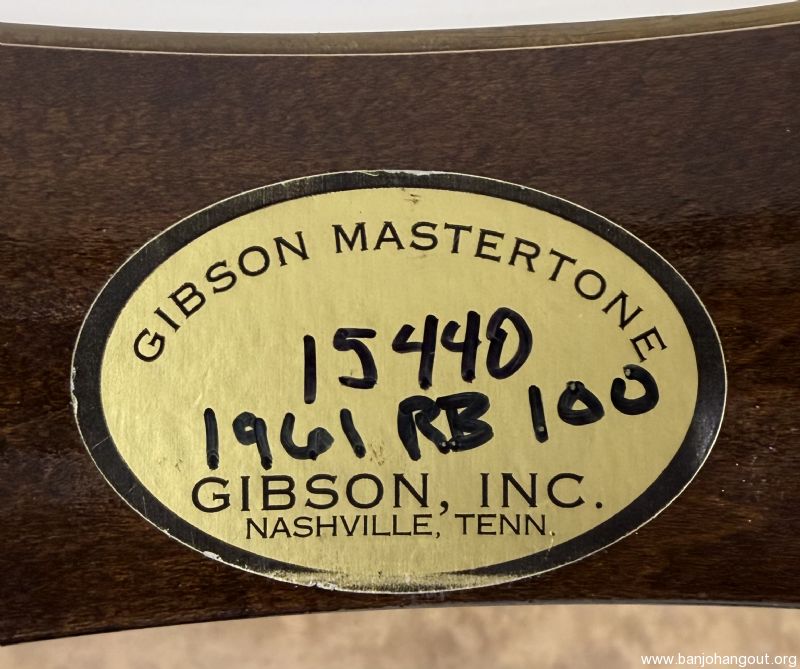 GIBSON MASTERTONE
15440
1961 RB 100
GIBSON, INC.
NASHVILLE, TENN.
www.banjohangout.org